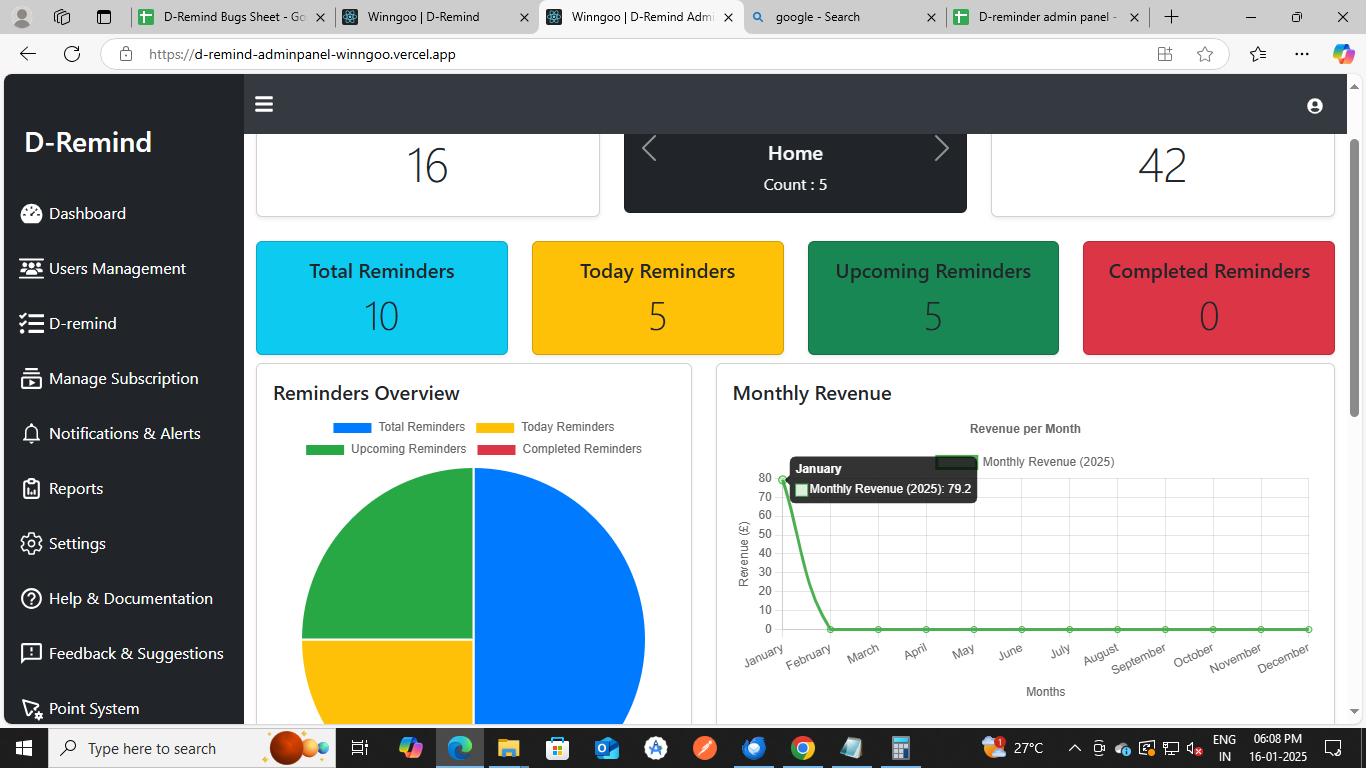 D-Remind Bugs Sheet - Go
Winngoo | D-Remind
Winngoo | D-Remind Admi
google - Search
D-reminder admin panel -
https://d-remind-adminpanel-winngoo.vercel.app
D-Remind
Dashboard
Users Management
D-remind
Manage Subscription
Notifications & Alerts
Reports
Settings
Help & Documentation
Feedback & Suggestions
Point System
16
Home
Count : 5
42
Total Reminders
10
Today Reminders
5
Upcoming Reminders
5
Completed Reminders
0
Reminders Overview
Total Reminders
Today Reminders
Upcoming Reminders
Completed Reminders
Monthly Revenue
Revenue per Month
Monthly Revenue (2025)
January
Monthly Revenue (2025): 79.2
Revenue (£)
80
70
60
50
40
30
20
10
0
January
February
March
April
May
June
July
August
September
October
November
December
Months
Type here to search
1
27°C
ENG
IN
06:08 PM
16-01-2025